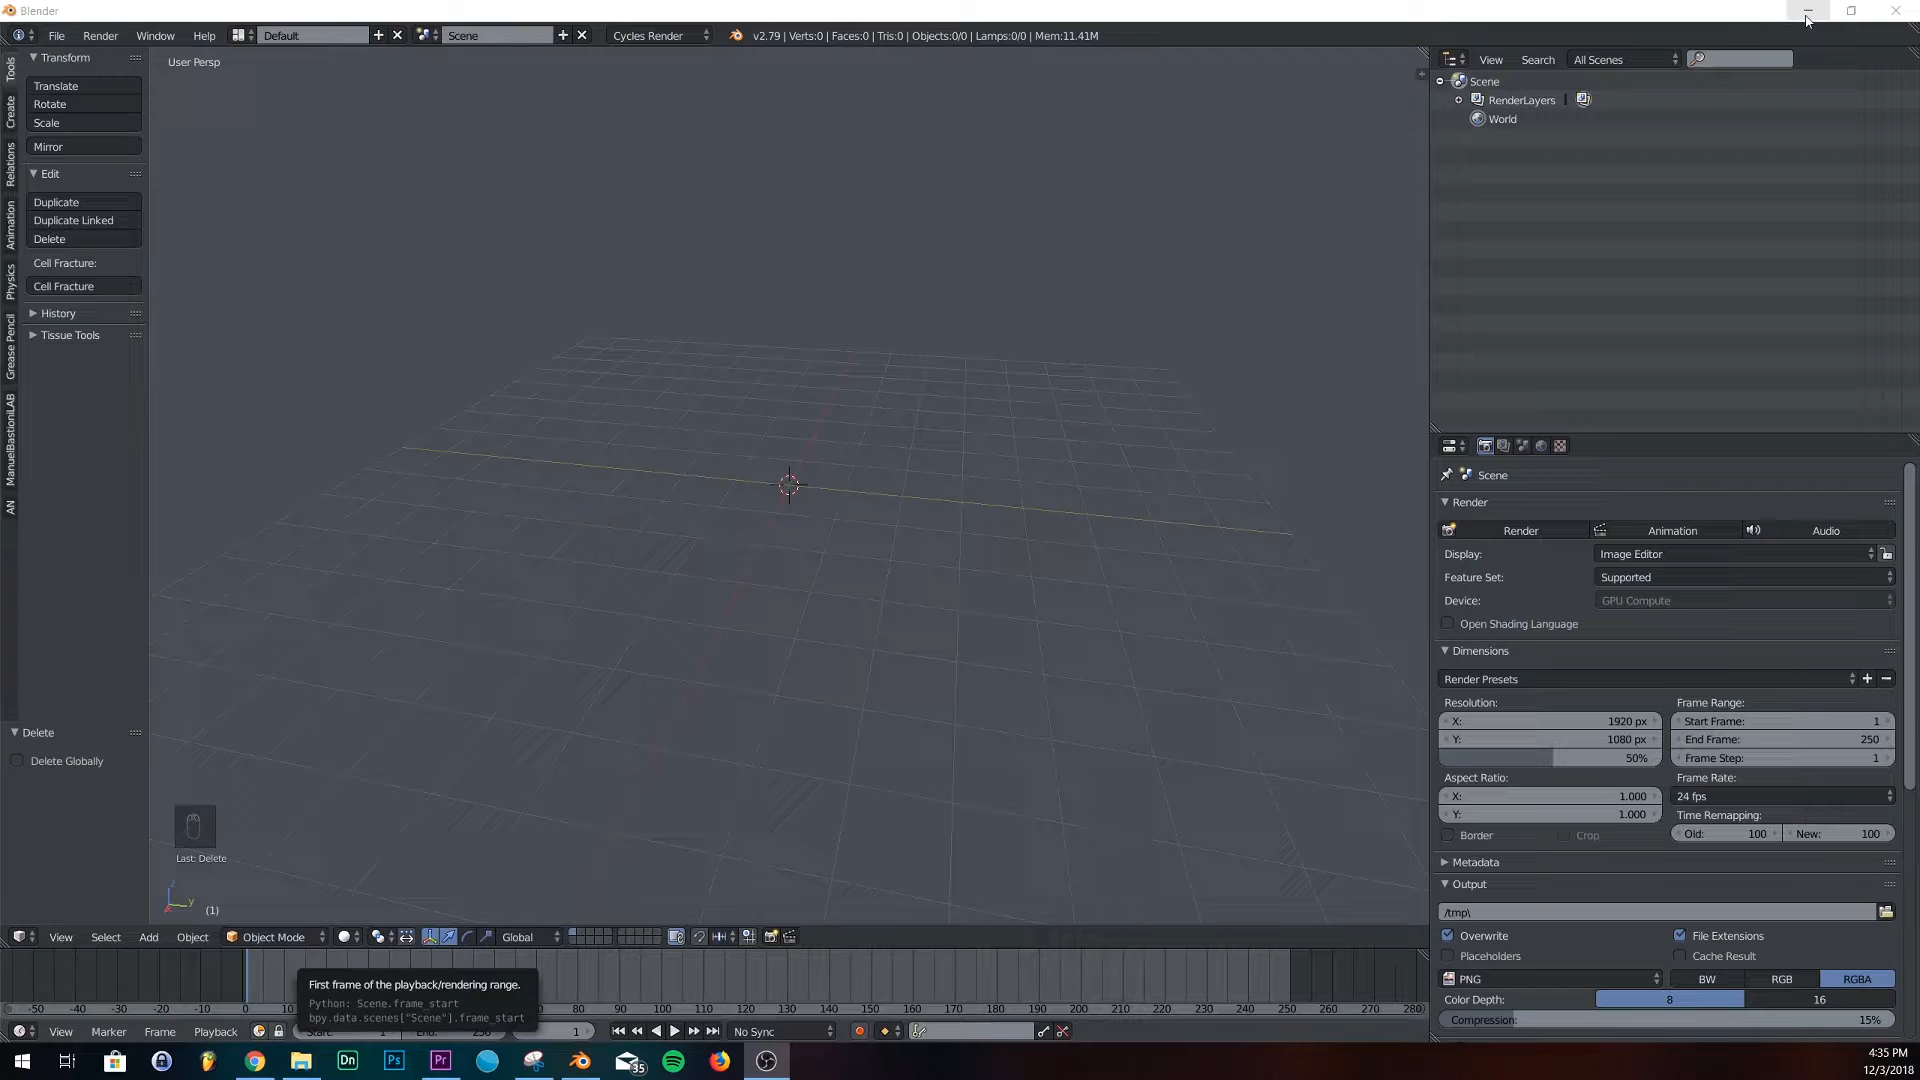 Blender
File Render Window Help Default Scene Cycles Render v2.79 | Verts:0 | Faces:0 | Tris:0 | Objects:0/0 | Lamps:0/0 | Mem:11.41M
User Persp
Tools
Create
Relations
Animation
Physics
Grease Pencil
ManuelBastioniLAB
AN
Transform
Translate
Rotate
Scale
Mirror
Edit
Duplicate
Duplicate Linked
Delete
Cell Fracture:
Cell Fracture
History
Tissue Tools
Delete
Delete Globally
Last: Delete
z
y
(1)
View Search All Scenes
Scene
RenderLayers |
World
Scene
Render
Render Animation Audio
Display: Image Editor
Feature Set: Supported
Device: GPU Compute
Open Shading Language
Dimensions
Render Presets
Resolution: Frame Range:
X: 1920 px Start Frame: 1
Y: 1080 px End Frame: 250
50% Frame Step: 1
Aspect Ratio: Frame Rate:
X: 1.000 24 fps
Y: 1.000 Time Remapping:
Border Crop Old: 100 New: 100
Metadata
Output
/tmp\
Overwrite File Extensions
Placeholders Cache Result
PNG BW RGB RGBA
Color Depth: 8 16
Compression: 15%
View Select Add Object Object Mode Global
First frame of the playback/rendering range.
Python: Scene.frame_start
bpy.data.scenes["Scene"].frame_start
-50 -40 -30 -20 -10 0 10 80 90 100 110 120 130 140 150 160 170 180 190 200 210 220 230 240 250 260 270 280
View Marker Frame Playback Start: 1 End: 250 1 No Sync
Dn Ps Pr 35
4:35 PM
12/3/2018